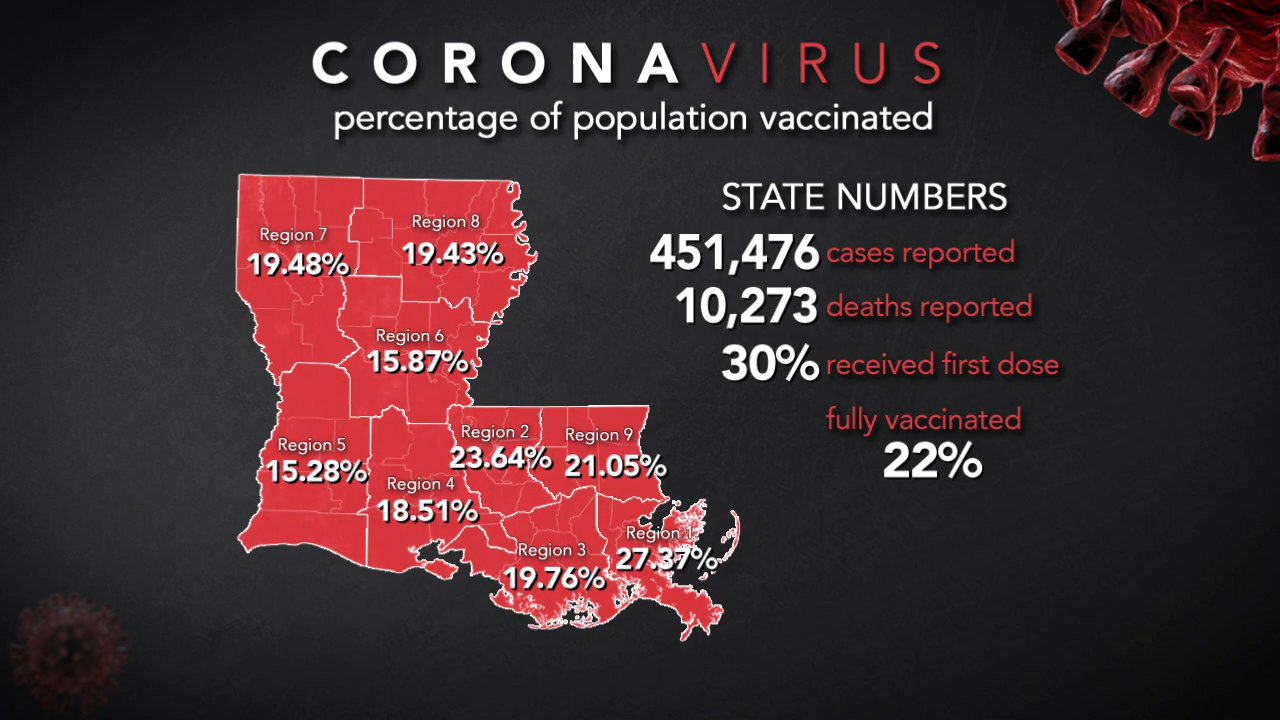 CORONAVIRUS
percentage of population vaccinated
STATE NUMBERS
451,476 cases reported
10,273 deaths reported
30% received first dose
fully vaccinated
22%
Region 7
19.48%
Region 8
19.43%
Region 6
15.87%
Region 5
15.28%
Region 4
18.51%
Region 2
23.64%
Region 9
21.05%
Region 3
19.76%
Region 1
27.37%